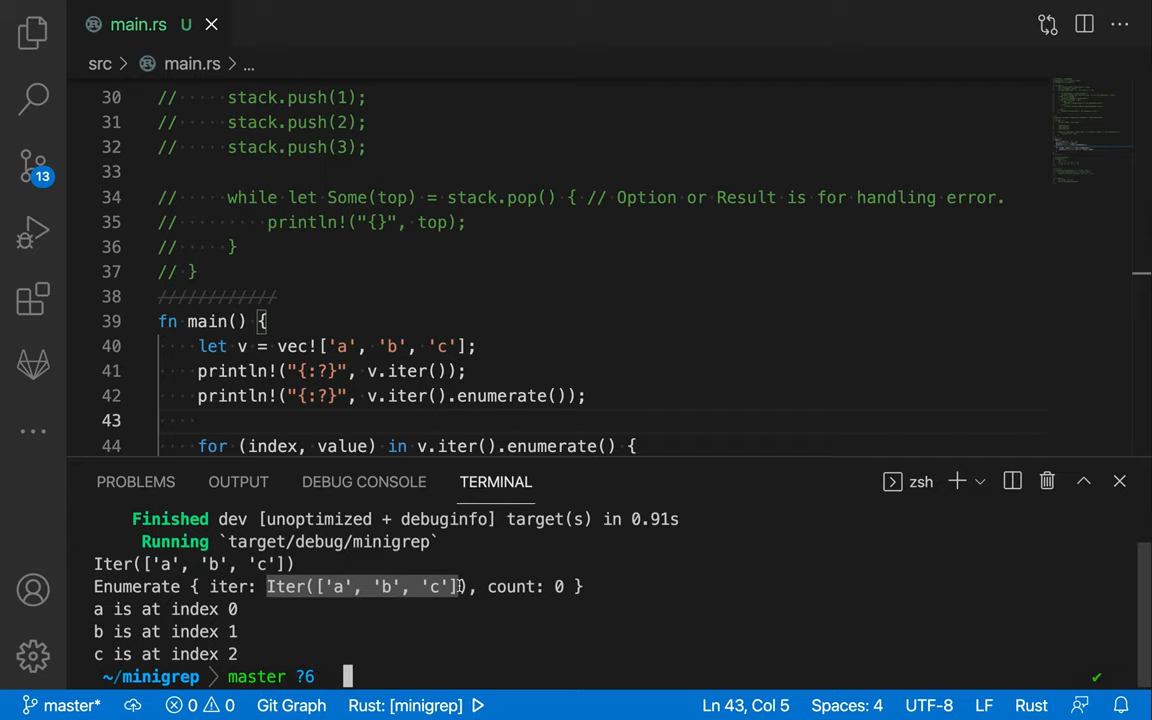 main.rs U
src > main.rs > ...
30 // stack.push(1);
31 // stack.push(2);
32 // stack.push(3);
33
34 // while let Some(top) = stack.pop() { // Option or Result is for handling error.
35 // println!("{}", top);
36 // }
37 // }
38 ////////////
39 fn main() {
40 let v = vec!['a', 'b', 'c'];
41 println!("{:?}", v.iter());
42 println!("{:?}", v.iter().enumerate());
43
44 for (index, value) in v.iter().enumerate() {
13
PROBLEMS OUTPUT DEBUG CONSOLE TERMINAL zsh
Finished dev [unoptimized + debuginfo] target(s) in 0.91s
Running `target/debug/minigrep`
Iter(['a', 'b', 'c'])
Enumerate { iter: Iter(['a', 'b', 'c']), count: 0 }
a is at index 0
b is at index 1
c is at index 2
~/minigrep > master ?6 ✔
master* 0 0 Git Graph Rust: [minigrep] Ln 43, Col 5 Spaces: 4 UTF-8 LF Rust